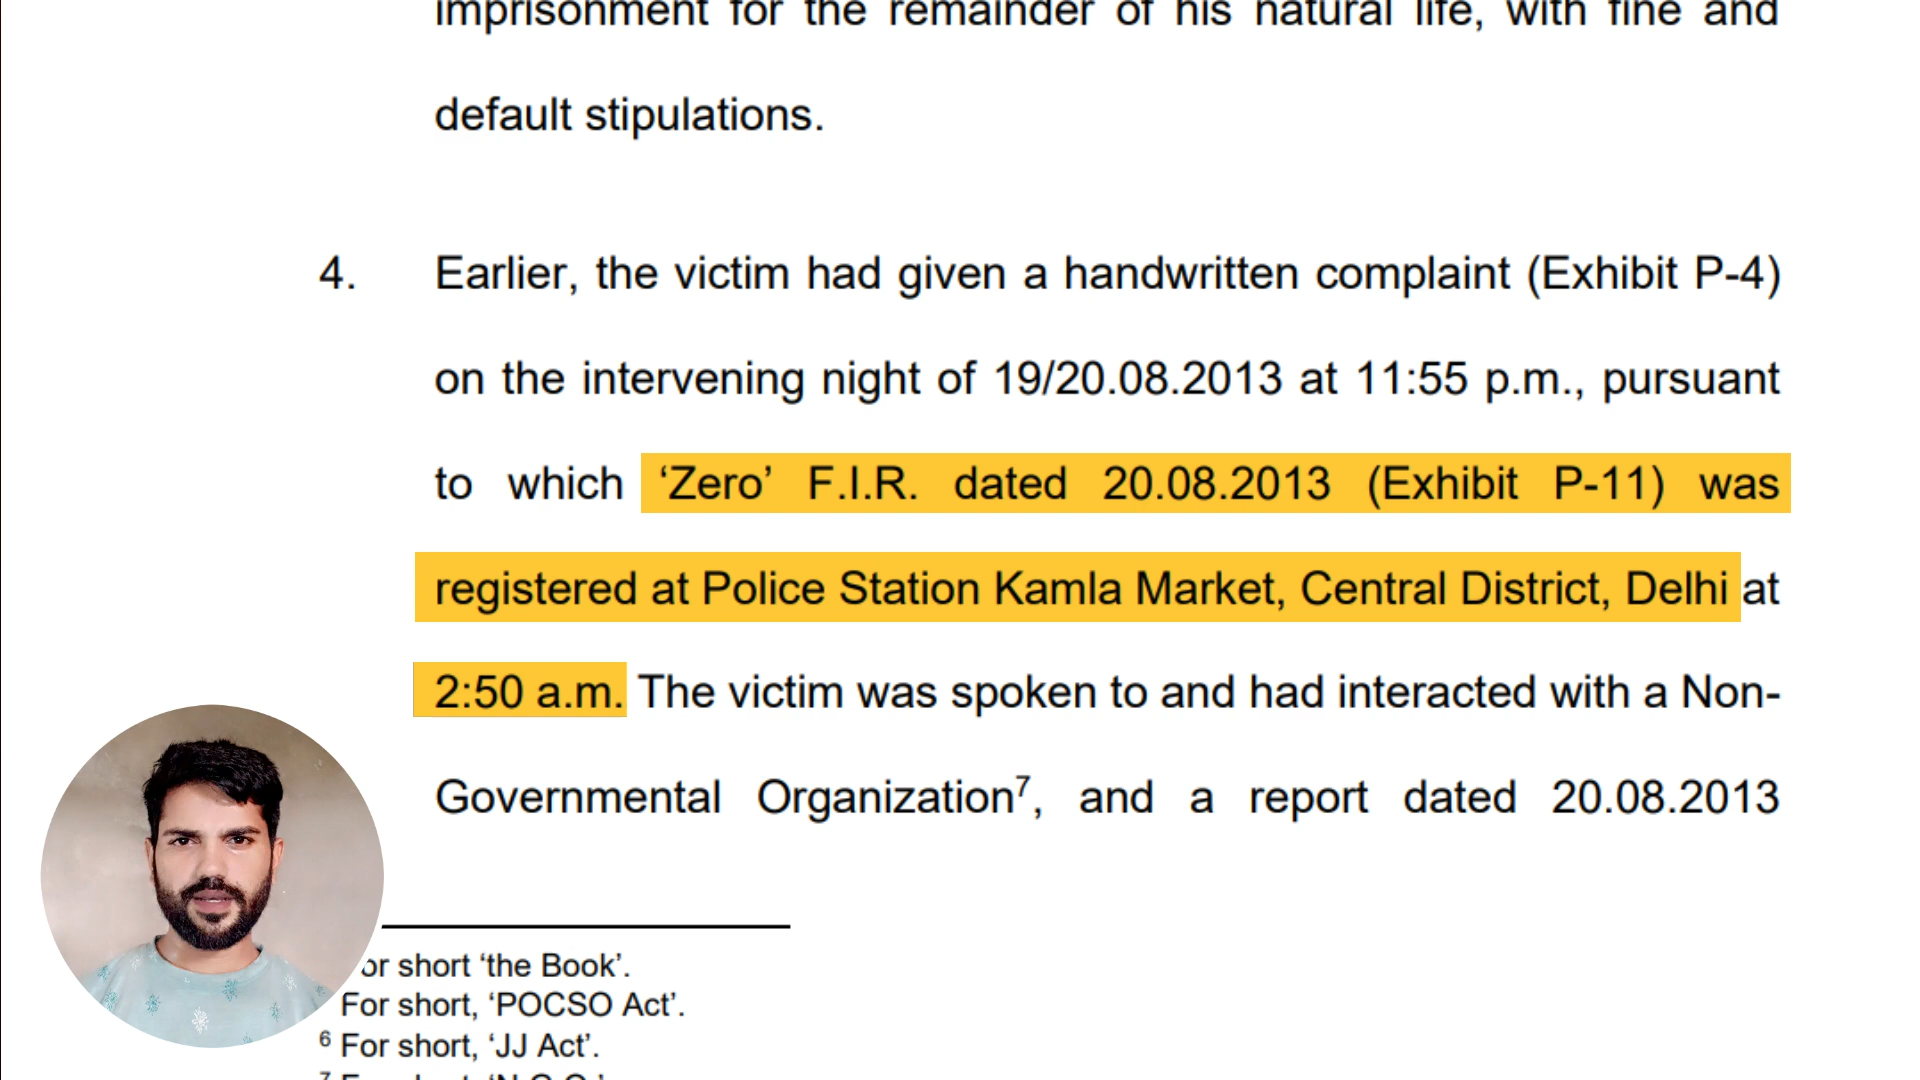 imprisonment for the remainder of his natural life, with fine and
default stipulations.
4. Earlier, the victim had given a handwritten complaint (Exhibit P-4)
on the intervening night of 19/20.08.2013 at 11:55 p.m., pursuant
to which ‘Zero’ F.I.R. dated 20.08.2013 (Exhibit P-11) was
registered at Police Station Kamla Market, Central District, Delhi at
2:50 a.m. The victim was spoken to and had interacted with a Non-
Governmental Organization⁷, and a report dated 20.08.2013
or short ‘the Book’.
For short, ‘POCSO Act’.
⁶ For short, ‘JJ Act’.